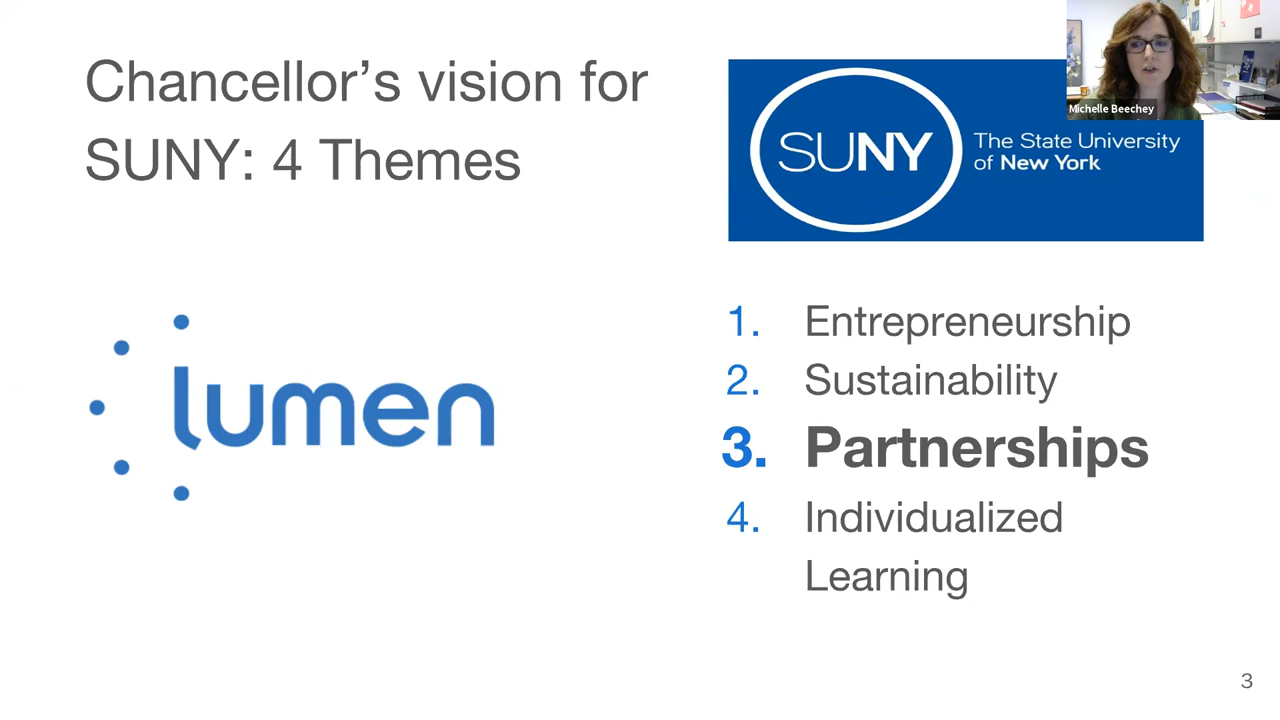 Chancellor's vision for
SUNY: 4 Themes
Michelle Beechey
SUNY
The State University
of New York
lumen
1. Entrepreneurship
2. Sustainability
3. Partnerships
4. Individualized
Learning
3